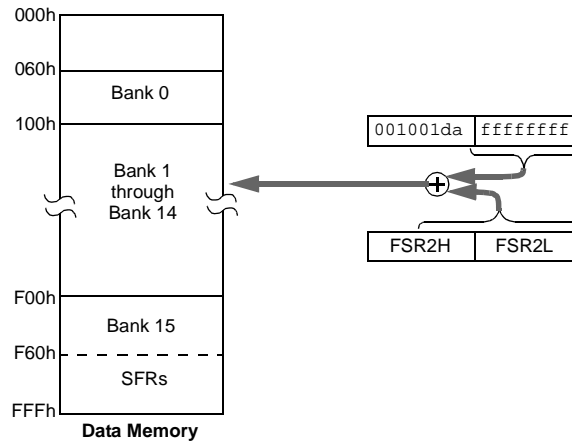 000h
060h
Bank 0
100h
001001da ffffffff
Bank 1
through
Bank 14
FSR2H FSR2L
F00h
Bank 15
F60h
SFRs
FFFh
Data Memory